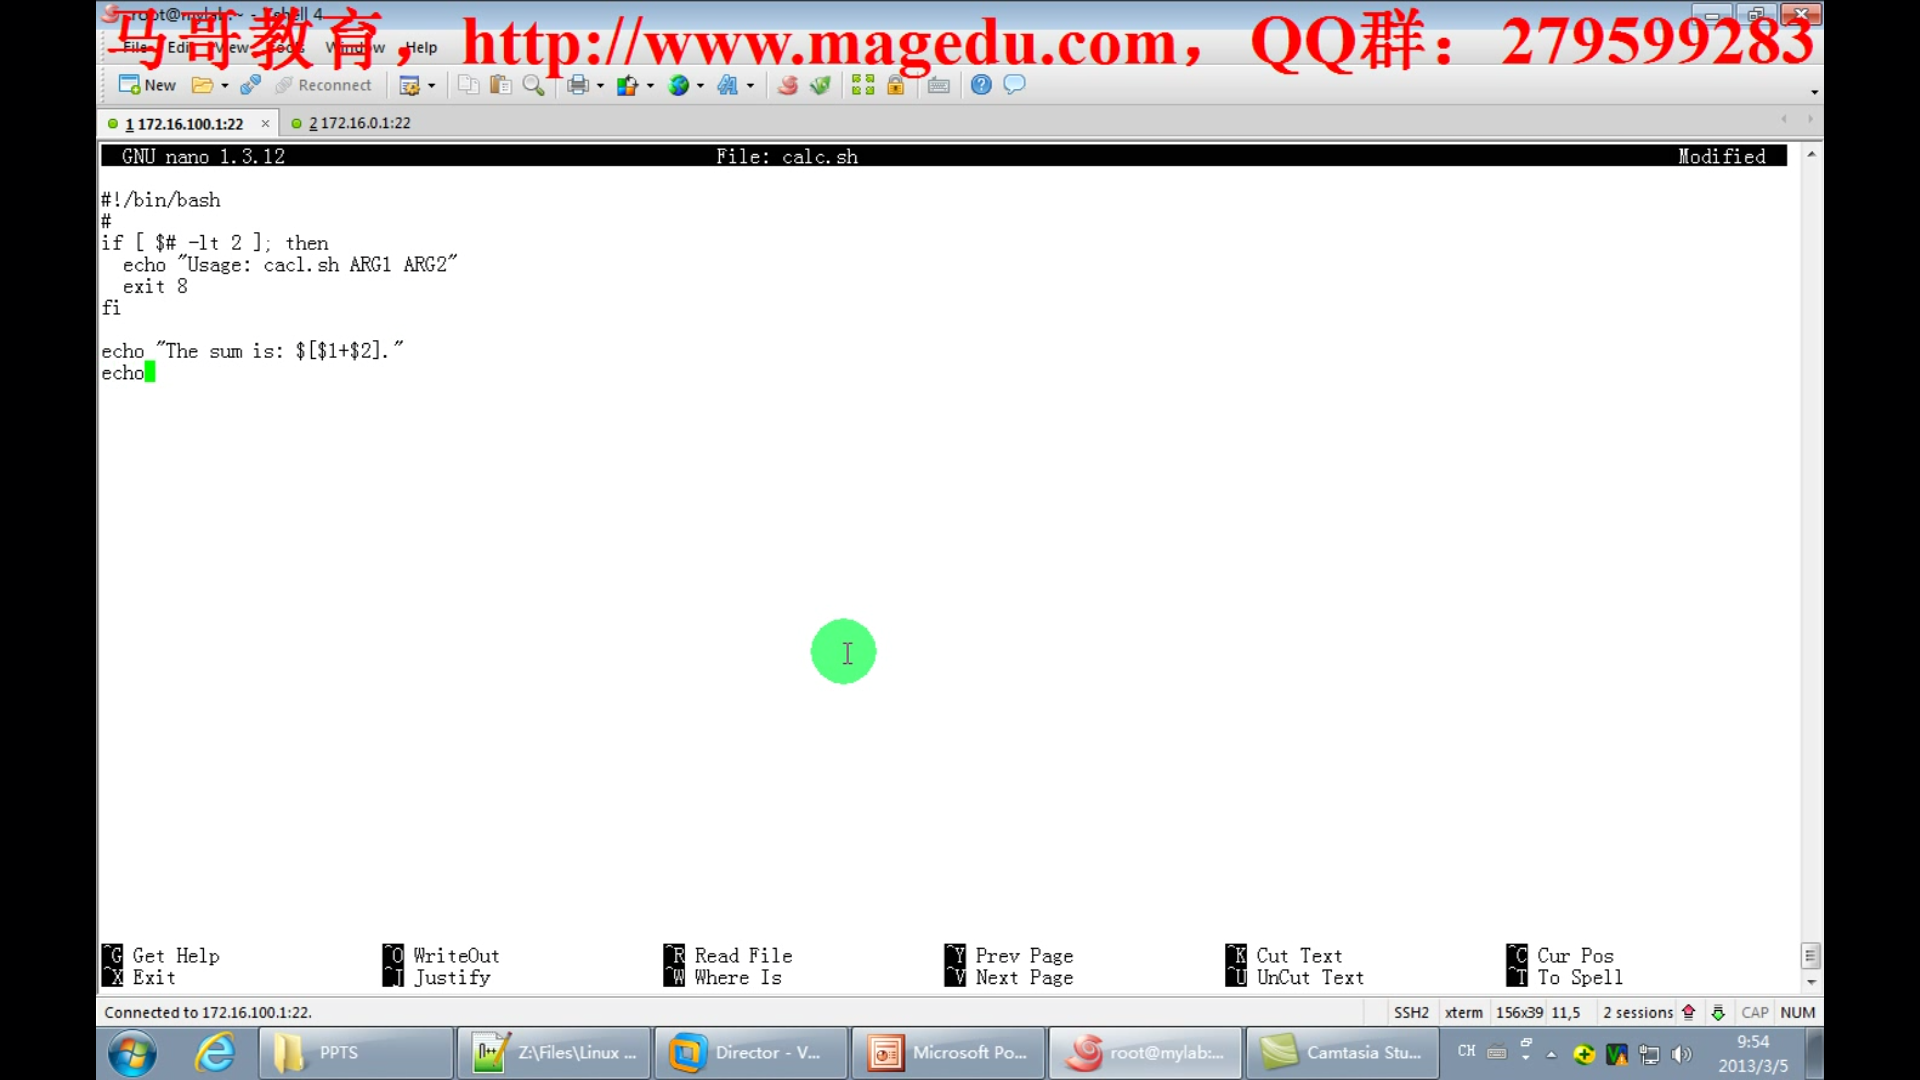 root@mylab:~ - Xshell 4
马哥教育，http://www.magedu.com，QQ群：279599283
File Edit View Tools Window Help
New Reconnect
1 172.16.100.1:22 × 2 172.16.0.1:22
GNU nano 1.3.12 File: calc.sh Modified
#!/bin/bash
#
if [ $# -lt 2 ]; then
  echo "Usage: cacl.sh ARG1 ARG2"
  exit 8
fi
echo "The sum is: $[$1+$2]."
echo
^G Get Help ^O WriteOut ^R Read File ^Y Prev Page ^K Cut Text ^C Cur Pos
^X Exit ^J Justify ^W Where Is ^V Next Page ^U UnCut Text ^T To Spell
Connected to 172.16.100.1:22. SSH2 xterm 156x39 11,5 2 sessions CAP NUM
PPTS Z:\Files\Linux ... Director - V... Microsoft Po... root@mylab:... Camtasia Stu... CH 9:54
2013/3/5